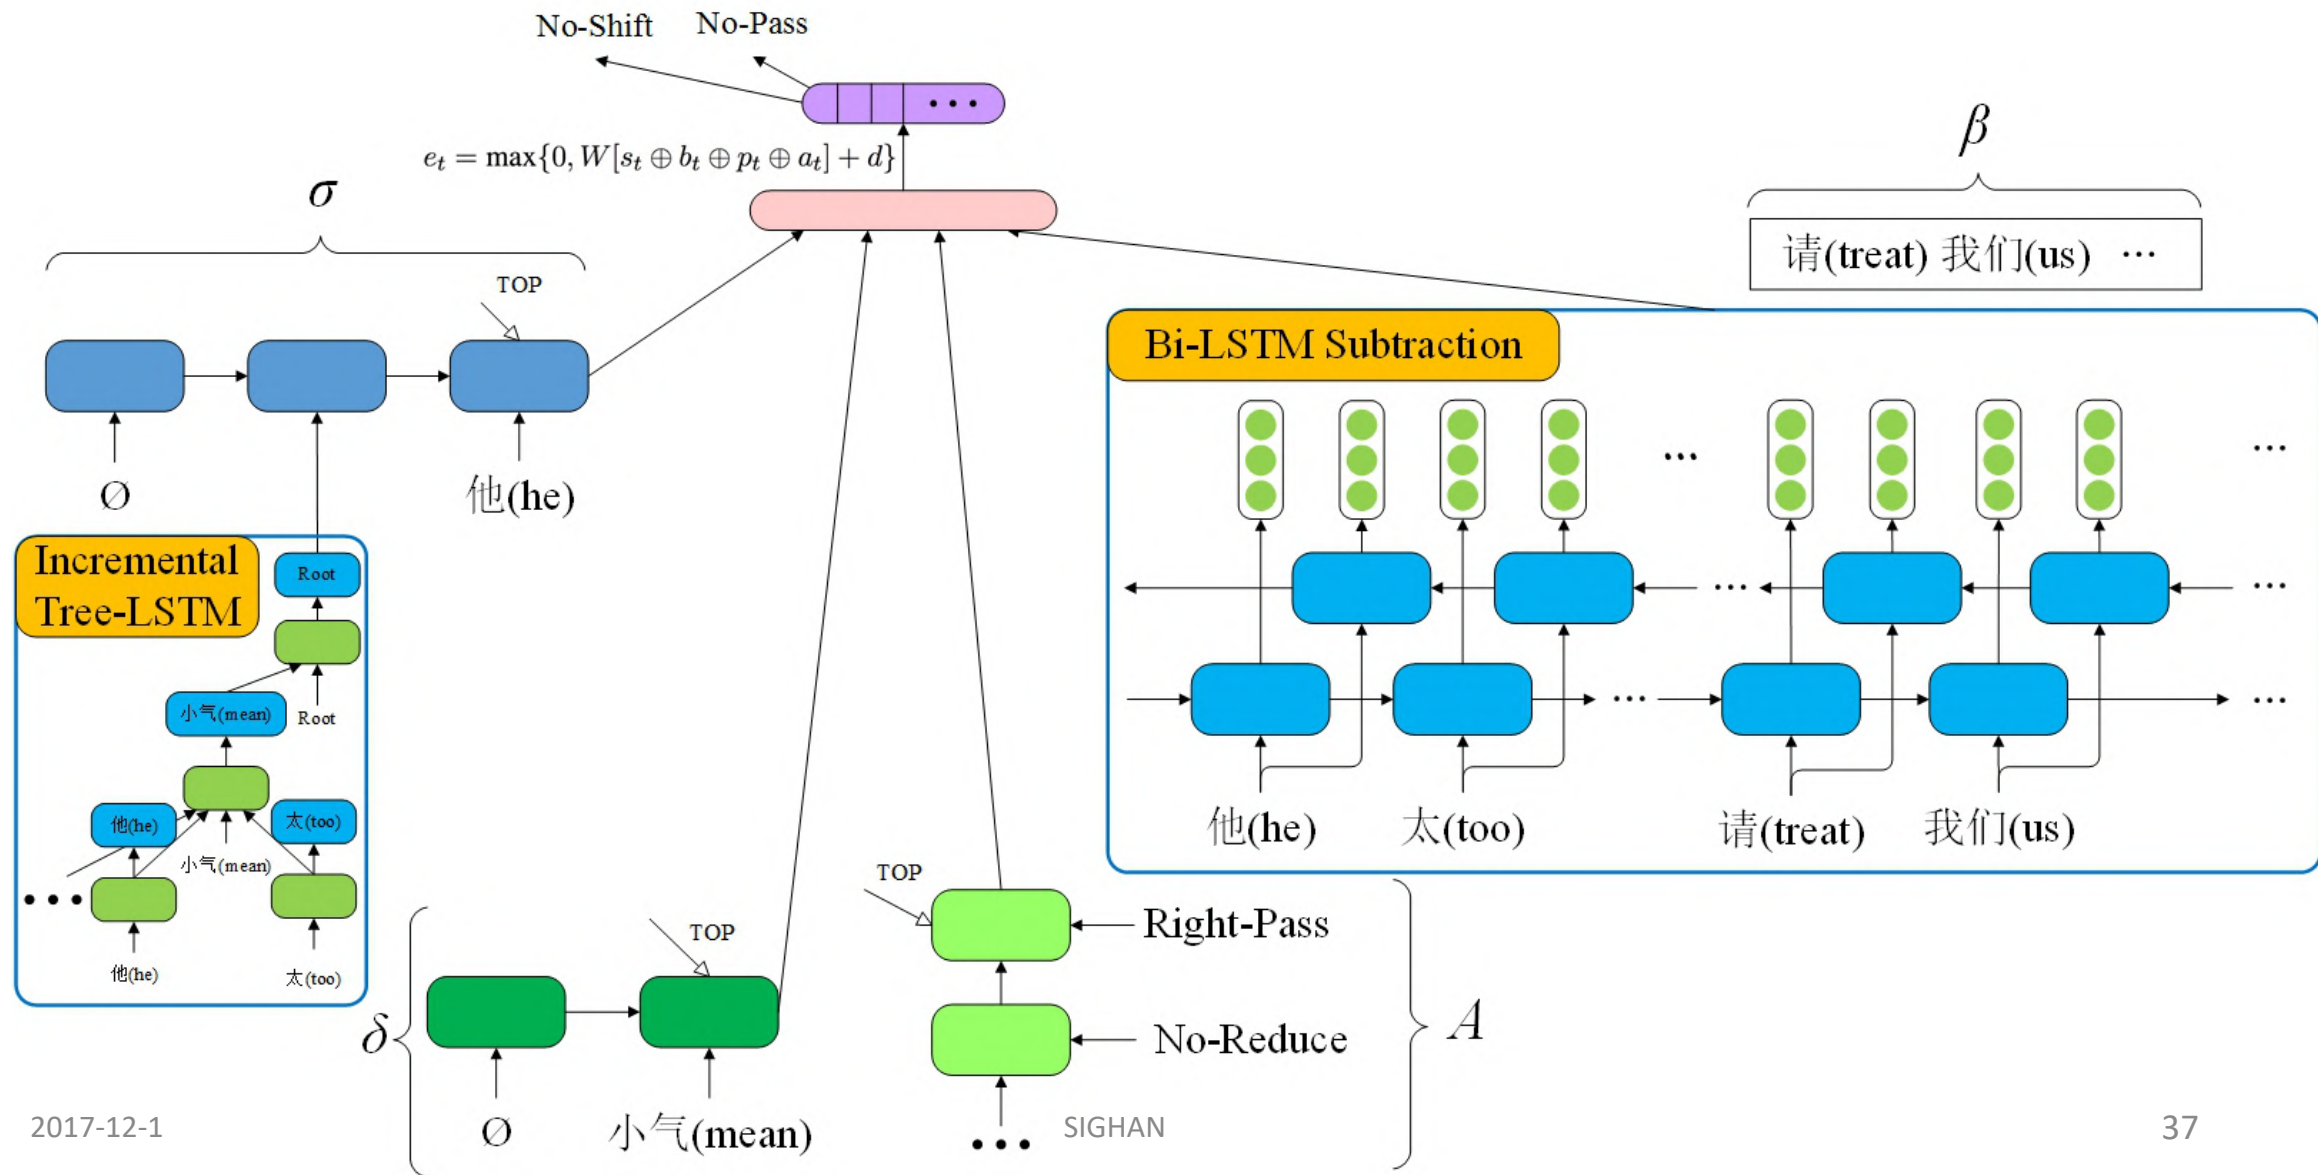 No-Shift
No-Pass
• • •
e_t = max{0, W[s_t ⊕ b_t ⊕ p_t ⊕ a_t] + d}
σ
β
请(treat) 我们(us) ···
TOP
∅
他(he)
Incremental
Tree-LSTM
Root
小气(mean)
Root
他(he)
太(too)
小气(mean)
• • •
他(he)
太(too)
Bi-LSTM Subtraction
···
···
···
···
···
···
他(he)
太(too)
请(treat)
我们(us)
δ
TOP
∅
小气(mean)
TOP
Right-Pass
No-Reduce
• • •
A
2017-12-1
SIGHAN
37